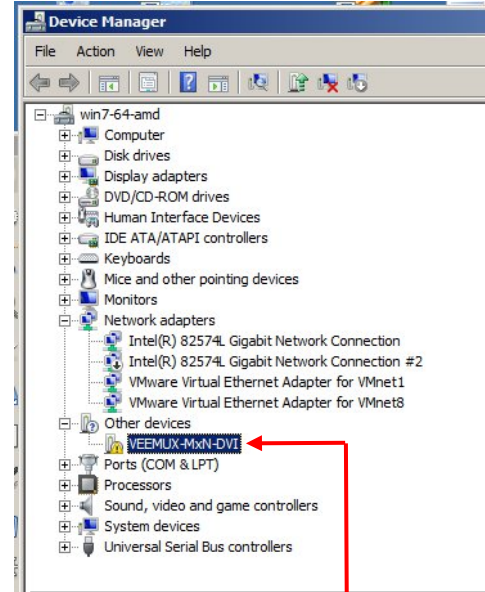 Device Manager
File Action View Help
win7-64-amd
Computer
Disk drives
Display adapters
DVD/CD-ROM drives
Human Interface Devices
IDE ATA/ATAPI controllers
Keyboards
Mice and other pointing devices
Monitors
Network adapters
Intel(R) 82574L Gigabit Network Connection
Intel(R) 82574L Gigabit Network Connection #2
VMware Virtual Ethernet Adapter for VMnet1
VMware Virtual Ethernet Adapter for VMnet8
Other devices
VEEMUX-MxN-DVI
Ports (COM & LPT)
Processors
Sound, video and game controllers
System devices
Universal Serial Bus controllers